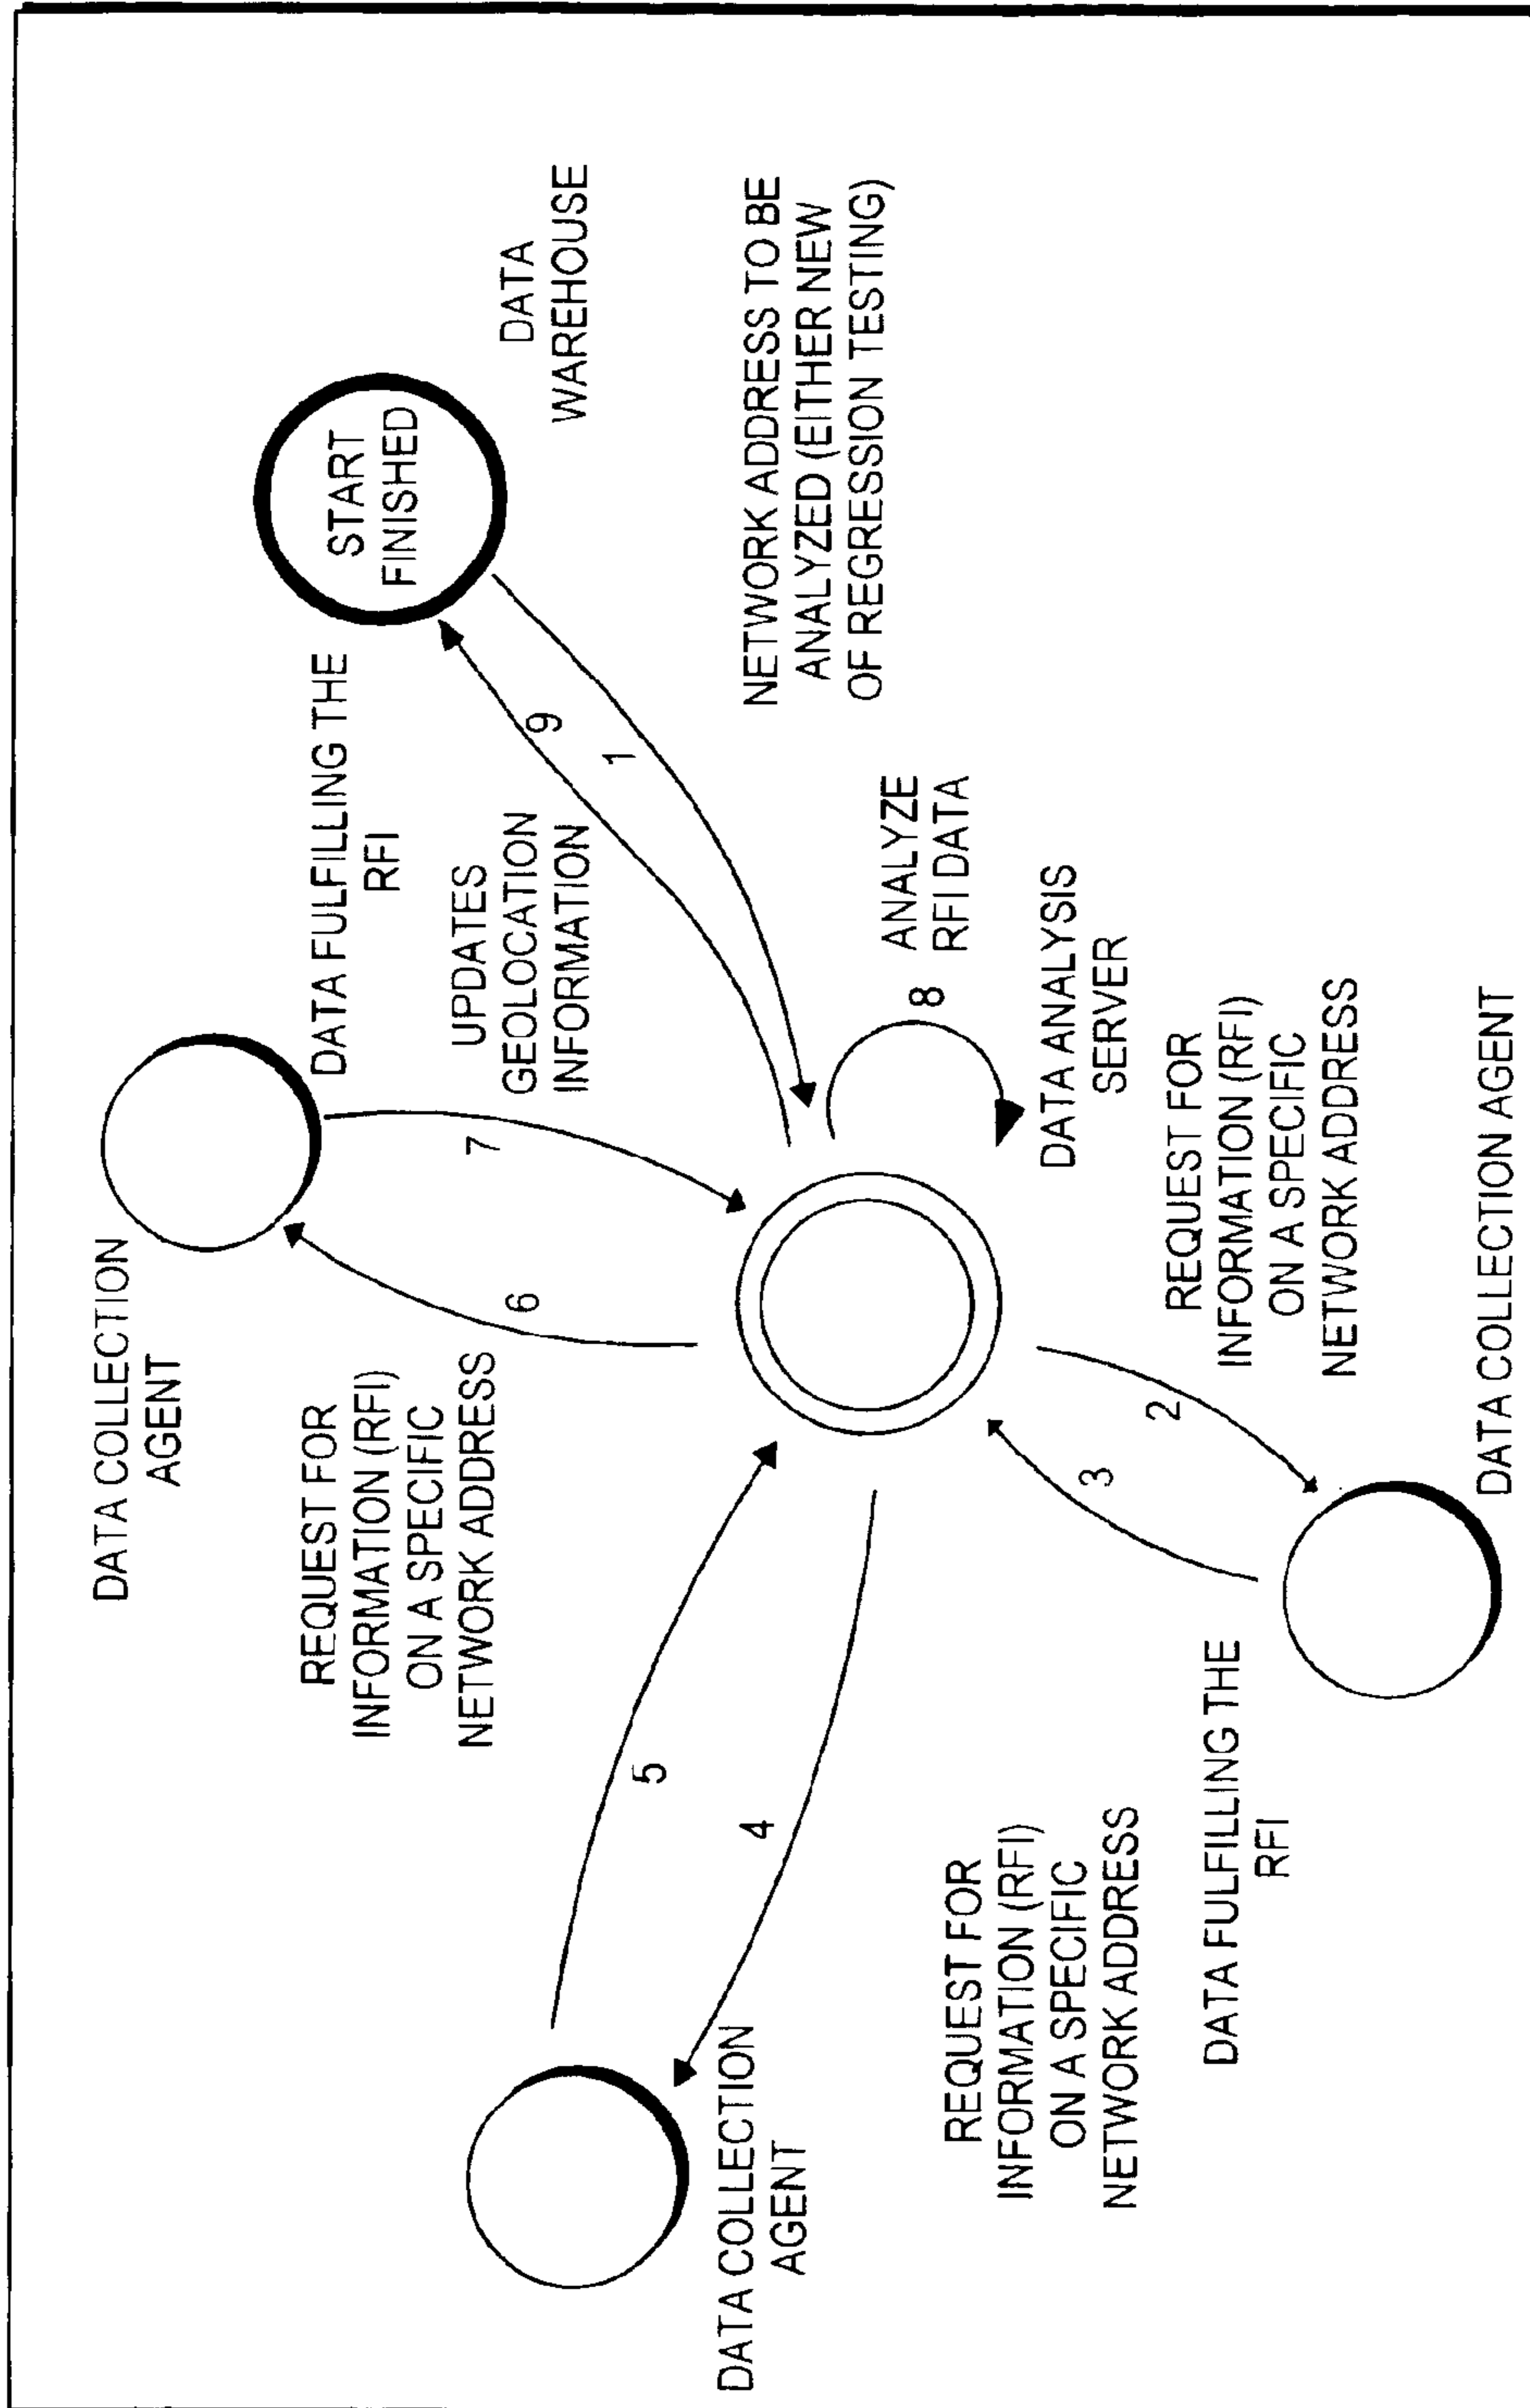 DATA COLLECTION
AGENT
REQUEST FOR
INFORMATION (RFI)
ON A SPECIFIC
NETWORK ADDRESS
DATA FULFILLING THE
RFI
START
FINISHED
6
7
UPDATES
GEOLOCATION
INFORMATION
DATA
WAREHOUSE
9
1
5
4
DATA COLLECTION
AGENT
NETWORK ADDRESS TO BE
ANALYZED (EITHER NEW
OF REGRESSION TESTING)
8
ANALYZE
RFI DATA
REQUEST FOR
INFORMATION (RFI)
ON A SPECIFIC
NETWORK ADDRESS
DATA ANALYSIS
SERVER
3
2
REQUEST FOR
INFORMATION (RFI)
ON A SPECIFIC
NETWORK ADDRESS
DATA FULFILLING THE
RFI
DATA COLLECTION AGENT